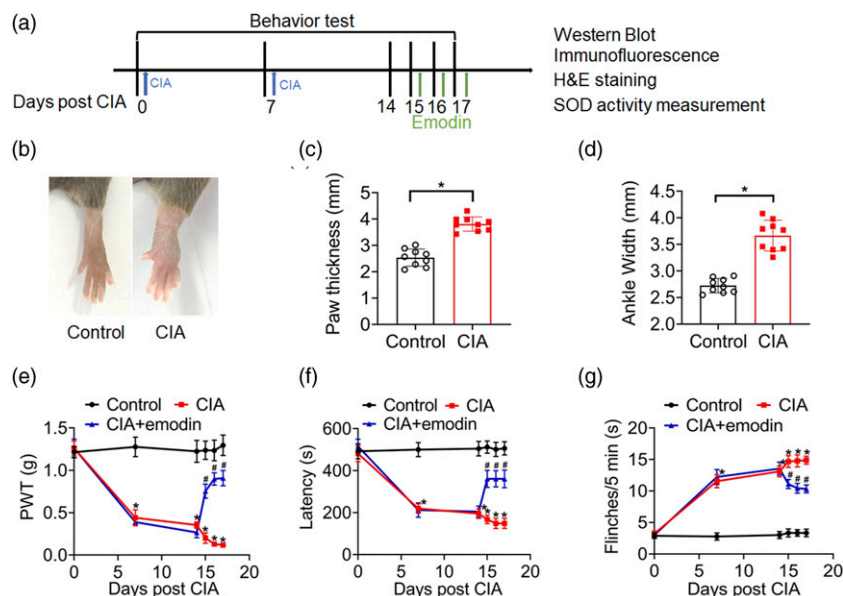 (a)
Behavior test
CIA
CIA
Days post CIA
0
7
14
15
16
17
Emodin
Western Blot
Immunofluorescence
H&E staining
SOD activity measurement
(b)
Control
CIA
(c)
Paw thickness (mm)
5
4
3
2
1
0
*
Control
CIA
(d)
Ankle Width (mm)
4.5
4.0
3.5
3.0
2.5
2.0
*
Control
CIA
(e)
Control
CIA
CIA+emodin
PWT (g)
1.5
1.0
0.5
0.0
# # #
* * * * *
0 5 10 15 20
Days post CIA
(f)
Control
CIA
CIA+emodin
Latency (s)
600
400
200
0
# # #
* * * * *
0 5 10 15 20
Days post CIA
(g)
Control
CIA
CIA+emodin
Flinches/5 min (s)
20
15
10
5
0
* * * * *
# # #
0 5 10 15 20
Days post CIA